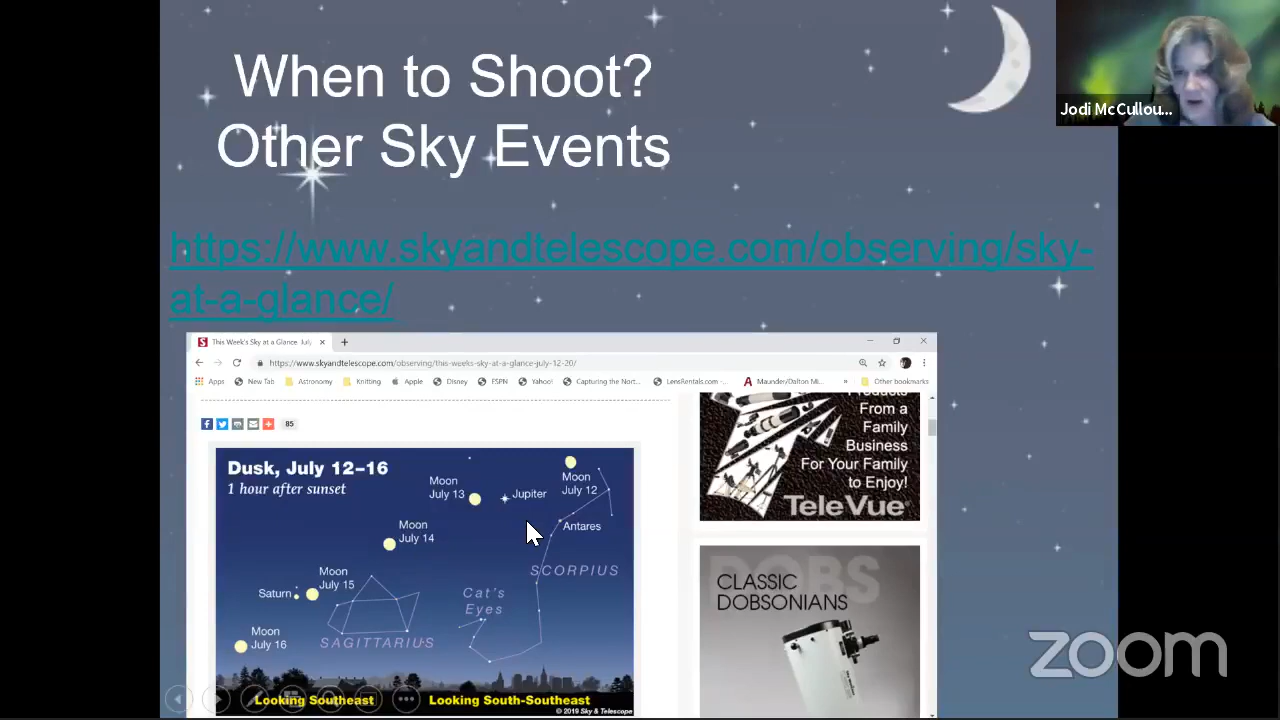 When to Shoot?
Other Sky Events
Jodi McCullou...
https://www.skyandtelescope.com/observing/sky-
at-a-glance/
This Week's Sky at a Glance July
https://www.skyandtelescope.com/observing/this-weeks-sky-at-a-glance-july-12-20/
Apps New Tab Astronomy Knitting Apple Disney ESPN Yahoo! Capturing the Nort... LensRentals.com -... Maunder/Dalton Mi... » Other bookmarks
85
Dusk, July 12–16
1 hour after sunset
Moon
July 12
Moon
July 13
Jupiter
Antares
Moon
July 14
SCORPIUS
Moon
July 15
Saturn
Cat's
Eyes
SAGITTARIUS
Moon
July 16
Looking Southeast
Looking South-Southeast
© 2019 Sky & Telescope
Products
From a
Family
Business
For Your Family
to Enjoy!
TeleVue®
DOBS
CLASSIC
DOBSONIANS
zoom